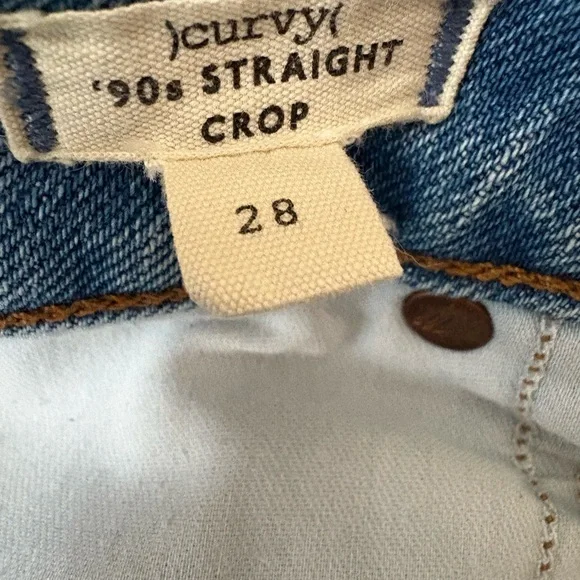 )curvy(
'90s STRAIGHT
CROP
28